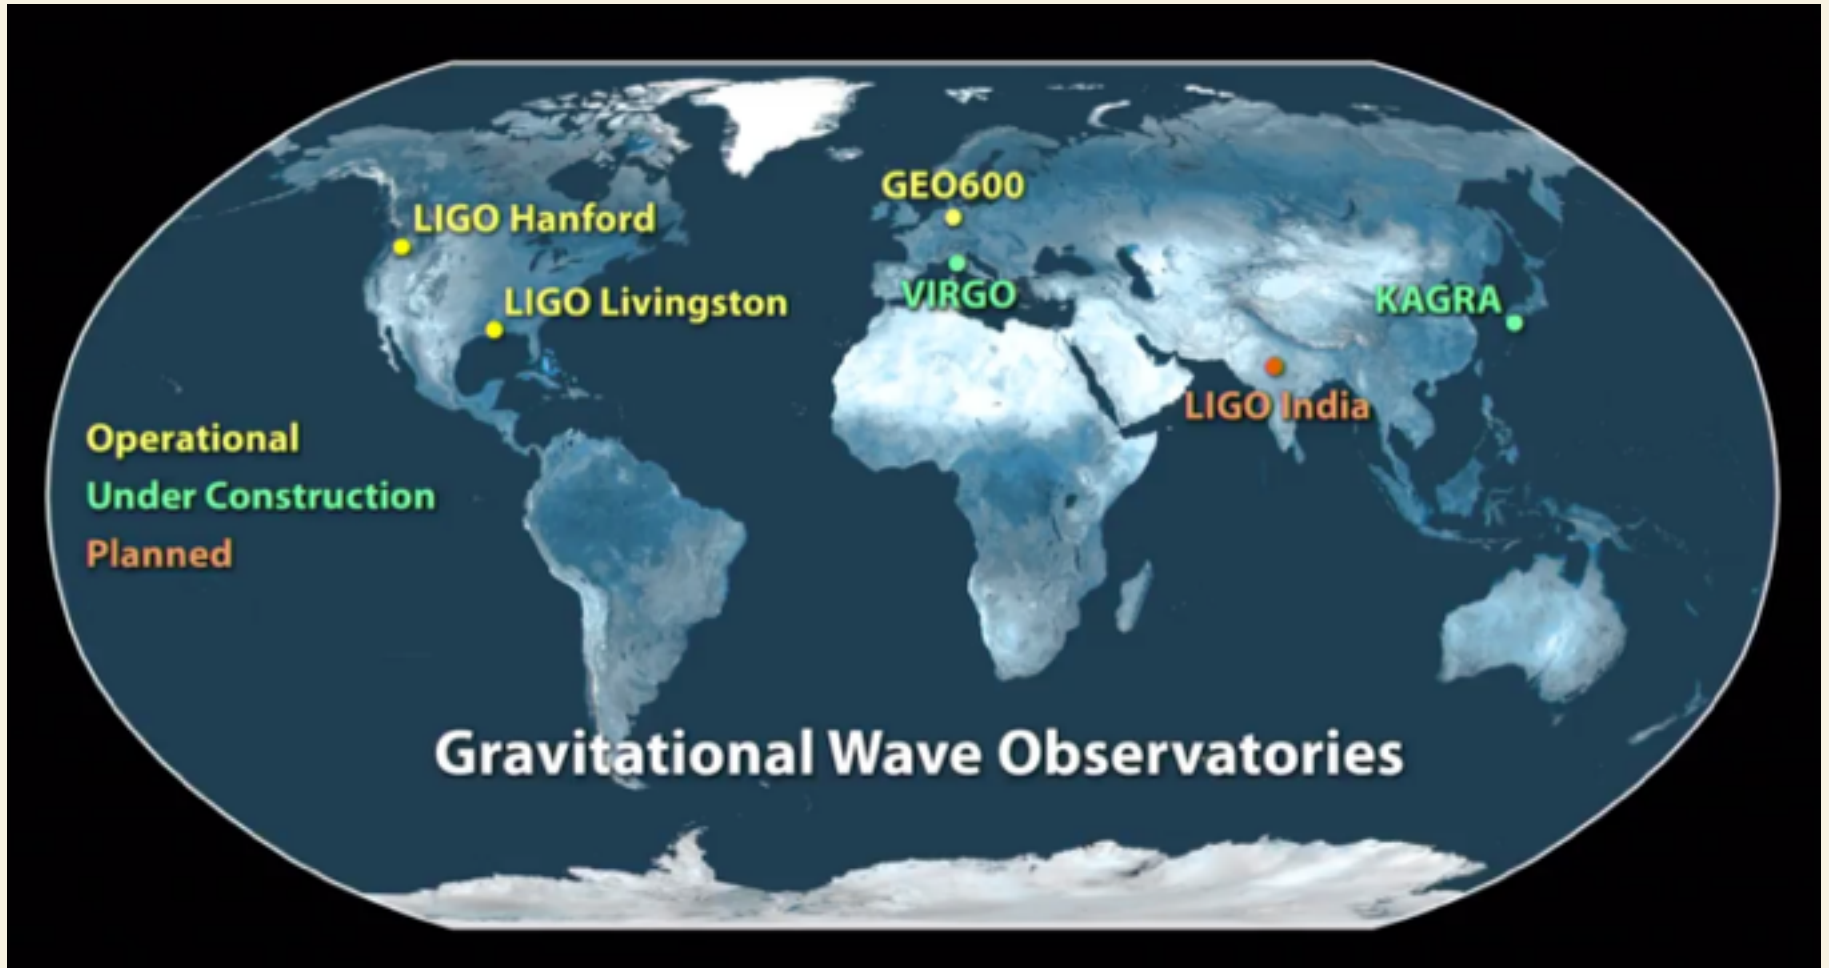 GEO600
LIGO Hanford
VIRGO
KAGRA
LIGO Livingston
LIGO India
Operational
Under Construction
Planned
Gravitational Wave Observatories